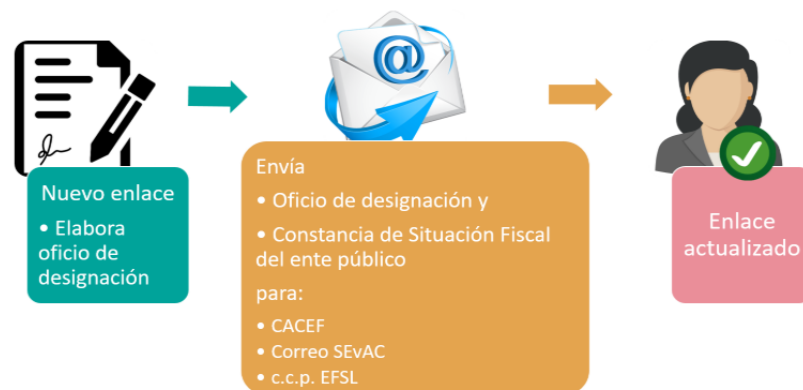 @
Nuevo enlace
• Elabora
oficio de
designación
Envía
• Oficio de designación y
• Constancia de Situación Fiscal
del ente público
para:
• CACEF
• Correo SEvAC
• c.c.p. EFSL
Enlace
actualizado